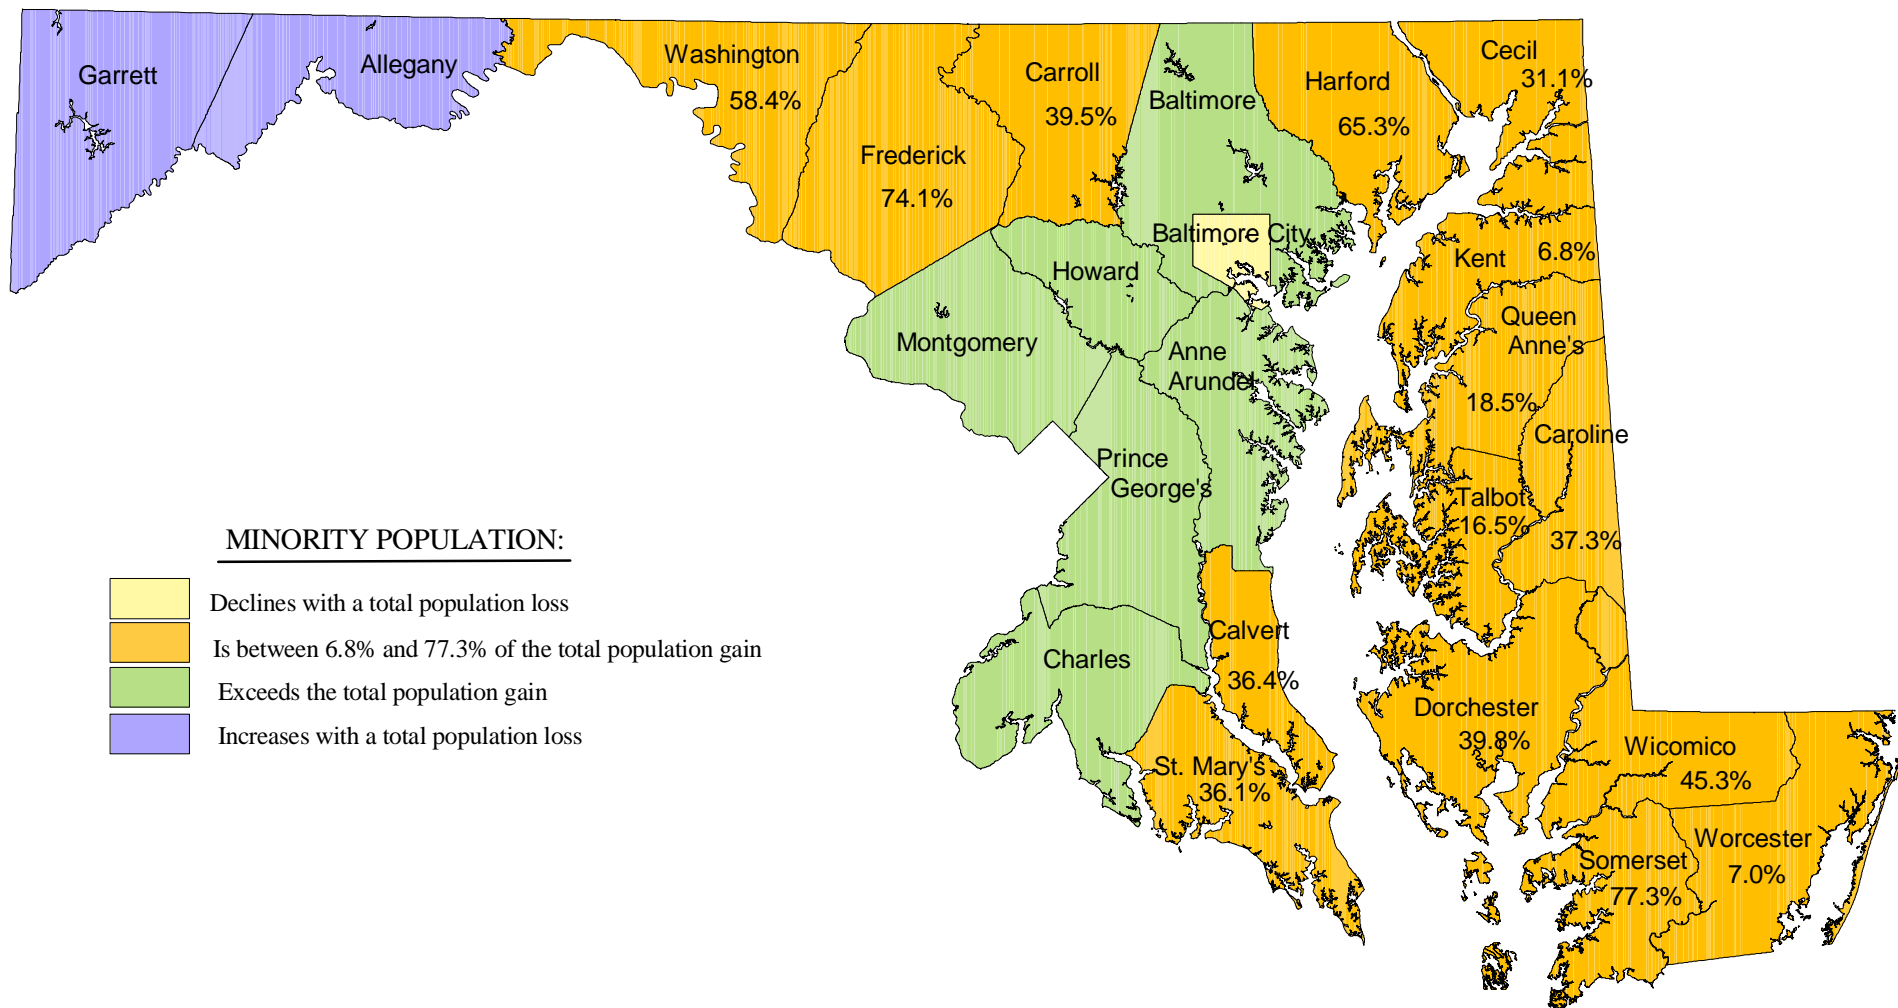 Garrett
Allegany
Washington
58.4%
Frederick
74.1%
Carroll
39.5%
Baltimore
Harford
65.3%
Cecil
31.1%
Baltimore City
Howard
Montgomery
Anne
Arundel
Prince
George's
Kent
6.8%
Queen
Anne's
18.5%
Caroline
37.3%
Talbot
16.5%
Calvert
36.4%
Charles
St. Mary's
36.1%
Dorchester
39.8%
Wicomico
45.3%
Somerset
77.3%
Worcester
7.0%
MINORITY POPULATION:
Declines with a total population loss
Is between 6.8% and 77.3% of the total population gain
Exceeds the total population gain
Increases with a total population loss